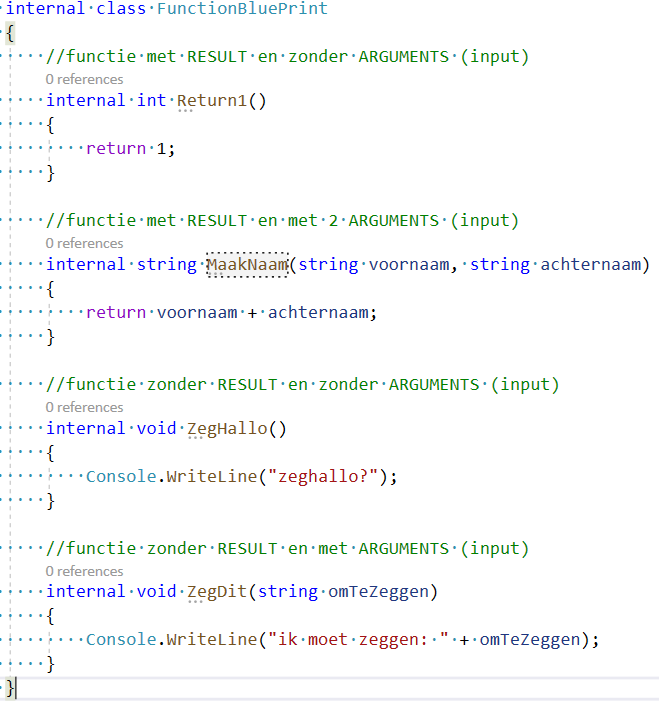 internal class FunctionBluePrint
{
//functie met RESULT en zonder ARGUMENTS (input)
0 references
internal int Return1()
{
return 1;
}
//functie met RESULT en met 2 ARGUMENTS (input)
0 references
internal string MaakNaam(string voornaam, string achternaam)
{
return voornaam + achternaam;
}
//functie zonder RESULT en zonder ARGUMENTS (input)
0 references
internal void ZegHallo()
{
Console.WriteLine("zeghallo?");
}
//functie zonder RESULT en met ARGUMENTS (input)
0 references
internal void ZegDit(string omTeZeggen)
{
Console.WriteLine("ik moet zeggen: " + omTeZeggen);
}
}